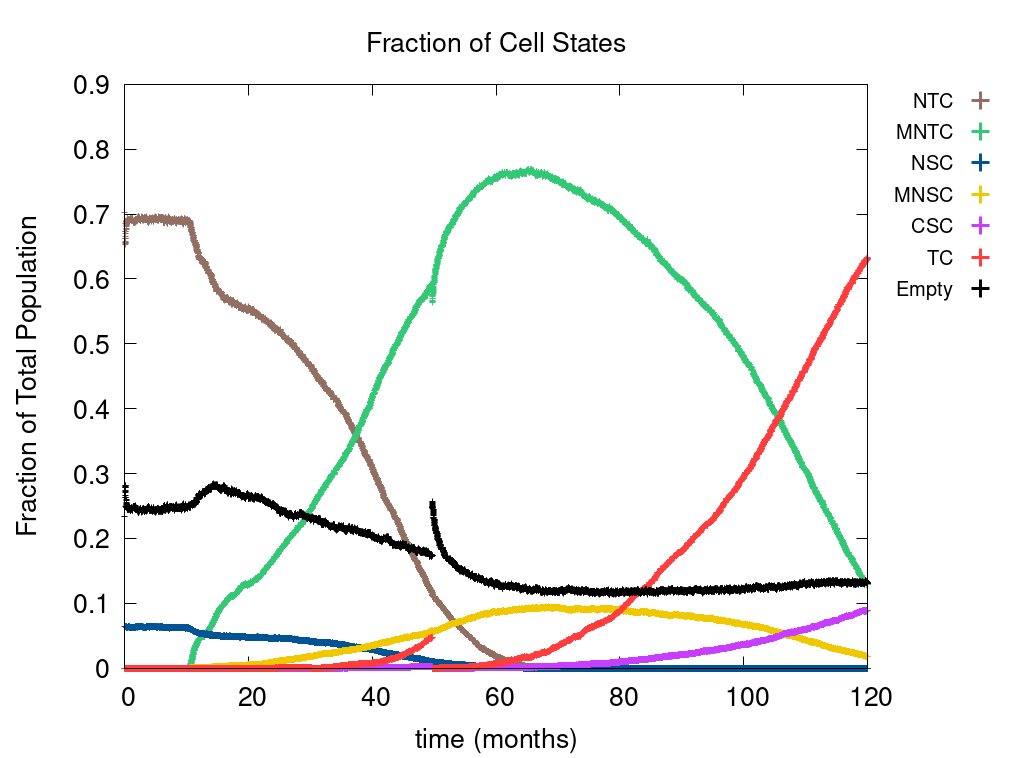 Fraction of Cell States
Fraction of Total Population
0.9
0.8
0.7
0.6
0.5
0.4
0.3
0.2
0.1
0
0 20 40 60 80 100 120
time (months)
NTC
MNTC
NSC
MNSC
CSC
TC
Empty